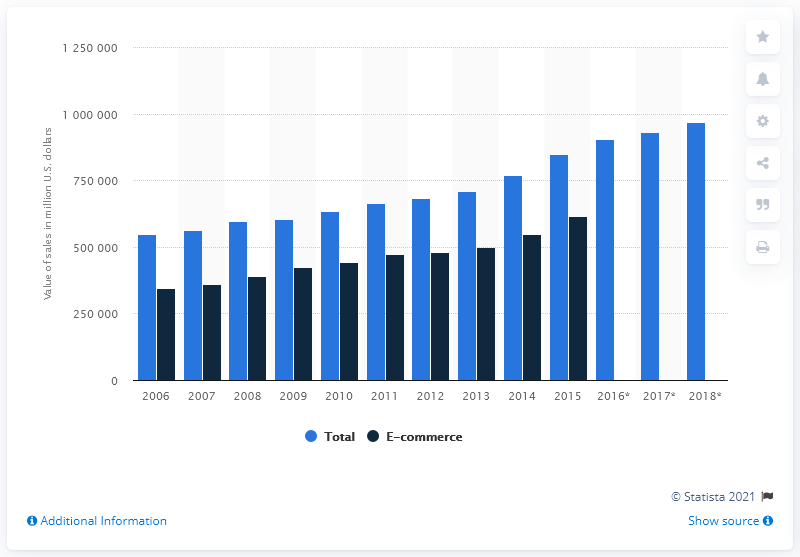 1 250 000
1 000 000
750 000
500 000
250 000
0
Value of sales in million U.S. dollars
2006 2007 2008 2009 2010 2011 2012 2013 2014 2015 2016* 2017* 2018*
Total E-commerce
© Statista 2021
Additional Information Show source